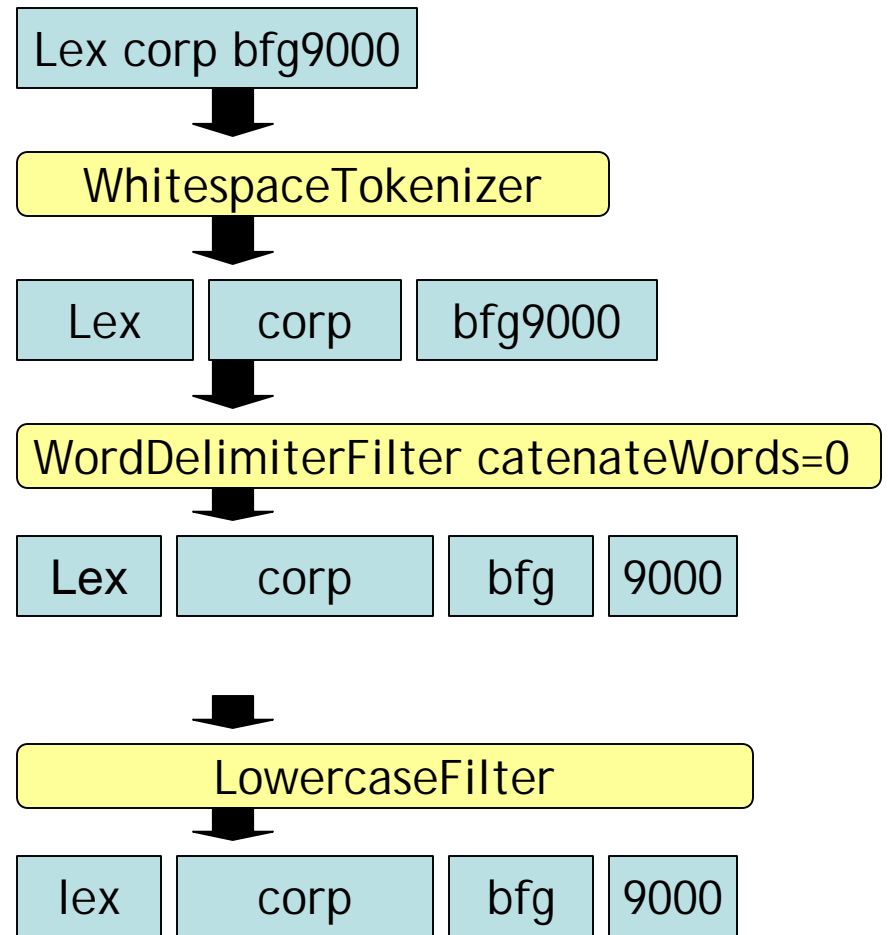 Lex corp bfg9000
WhitespaceTokenizer
Lex corp bfg9000
WordDelimiterFilter catenateWords=0
Lex corp bfg 9000
LowercaseFilter
lex corp bfg 9000